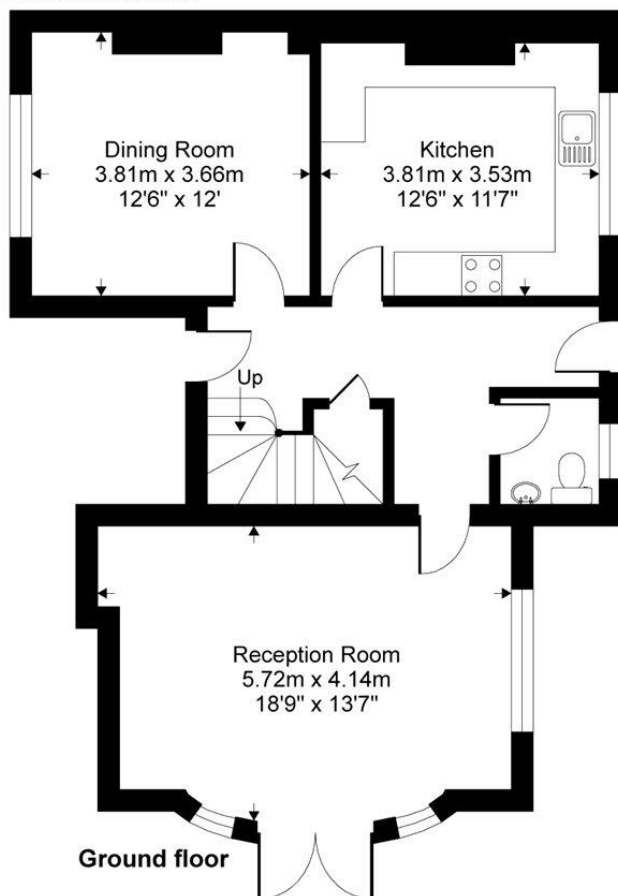 Dining Room
3.81m x 3.66m
12'6" x 12'
Kitchen
3.81m x 3.53m
12'6" x 11'7"
Up
Reception Room
5.72m x 4.14m
18'9" x 13'7"
Ground floor